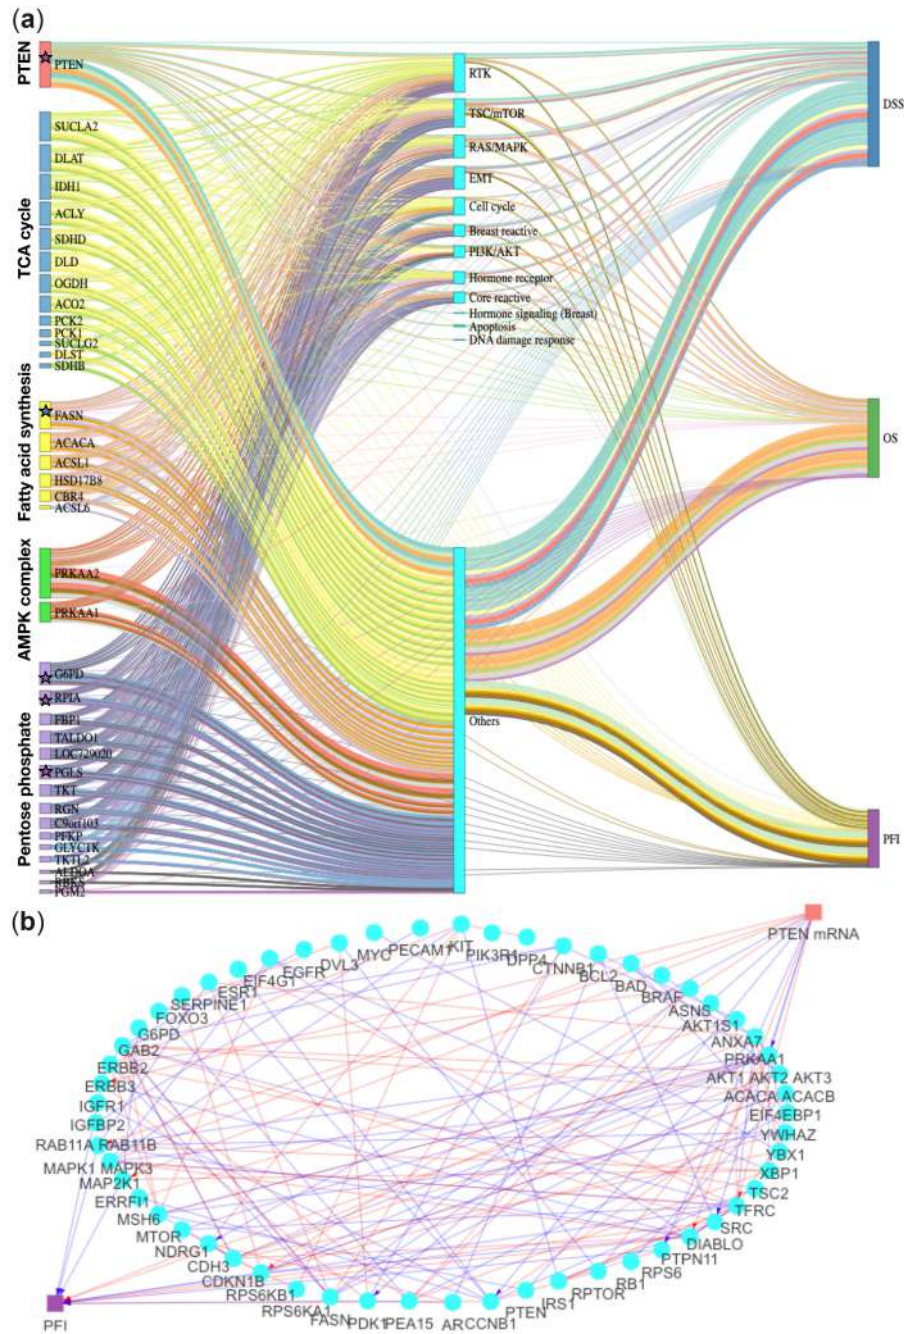 (a)
PTEN
PTEN
TCA cycle
SUCLA2
DLAT
IDH1
ACLY
SDHD
DLD
OGDH
ACO2
PCK2
PCK1
SUCLG2
DLST
SDHB
Fatty acid synthesis
FASN
ACACA
ACSL1
HSD17B8
CBR4
ACSL6
AMPK complex
PRKAA2
PRKAA1
Pentose phosphate
G6PD
RPIA
FBP1
TALDO1
LOC729020
PGLS
TKT
RGN
C9orf103
PFKP
GLYCTK
TKTL2
ALDOA
RBKS
PGM2
RTK
TSC/mTOR
RAS/MAPK
EMT
Cell cycle
Breast reactive
PI3K/AKT
Hormone receptor
Core reactive
Hormone signaling (Breast)
Apoptosis
DNA damage response
Others
DSS
OS
PFI
(b)
PTEN mRNA
KIT
PIK3R1
DPP4
CTNNB1
BCL2
BAD
BRAF
ASNS
AKT1S1
ANXA7
PRKAA1
AKT1 AKT2 AKT3
ACACA ACACB
EIF4EBP1
YWHAZ
YBX1
XBP1
TSC2
TFRC
SRC
DIABLO
PTPN11
RPS6
RB1
RPTOR
IRS1
PTEN
CCNB1
AR
PEA15
PDK1
FASN
RPS6KA1
RPS6KB1
CDKN1B
CDH3
NDRG1
MTOR
MSH6
ERRFI1
MAP2K1
MAPK1 MAPK3
RAB11A RAB11B
IGFBP2
IGFR1
ERBB3
ERBB2
GAB2
G6PD
FOXO3
SERPINE1
ESR1
EIF4G1
EGFR
DVL3
MYC
PECAM1
PFI